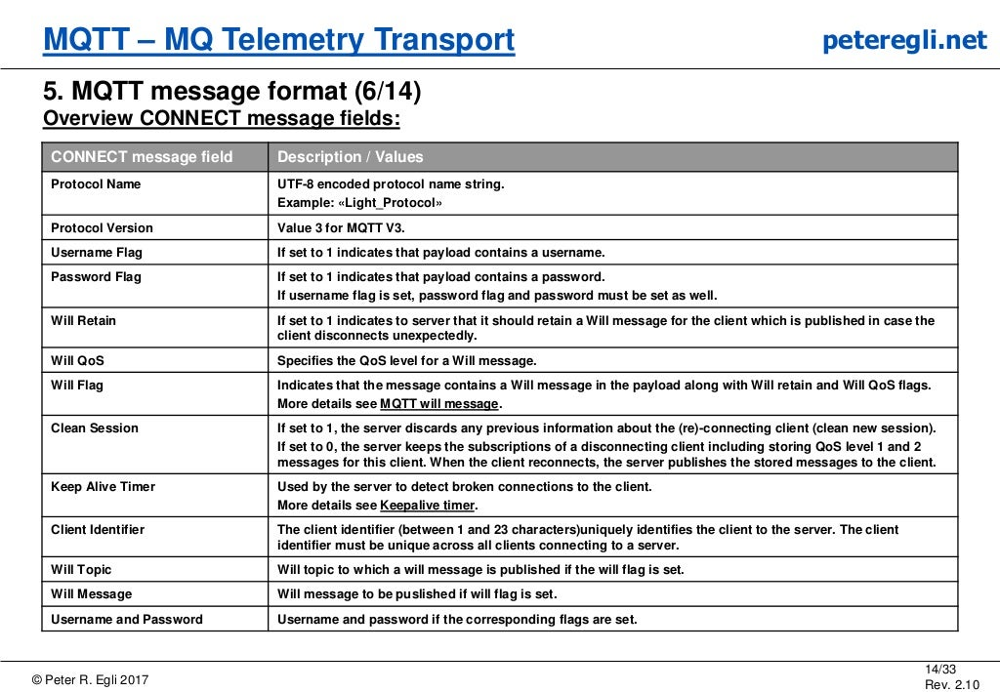 MQTT – MQ Telemetry Transport
peteregli.net
5. MQTT message format (6/14)
Overview CONNECT message fields:
CONNECT message field
Description / Values
Protocol Name
UTF-8 encoded protocol name string.
Example: «Light_Protocol»
Protocol Version
Value 3 for MQTT V3.
Username Flag
If set to 1 indicates that payload contains a username.
Password Flag
If set to 1 indicates that payload contains a password.
If username flag is set, password flag and password must be set as well.
Will Retain
If set to 1 indicates to server that it should retain a Will message for the client which is published in case the
client disconnects unexpectedly.
Will QoS
Specifies the QoS level for a Will message.
Will Flag
Indicates that the message contains a Will message in the payload along with Will retain and Will QoS flags.
More details see MQTT will message.
Clean Session
If set to 1, the server discards any previous information about the (re)-connecting client (clean new session).
If set to 0, the server keeps the subscriptions of a disconnecting client including storing QoS level 1 and 2
messages for this client. When the client reconnects, the server publishes the stored messages to the client.
Keep Alive Timer
Used by the server to detect broken connections to the client.
More details see Keepalive timer.
Client Identifier
The client identifier (between 1 and 23 characters)uniquely identifies the client to the server. The client
identifier must be unique across all clients connecting to a server.
Will Topic
Will topic to which a will message is published if the will flag is set.
Will Message
Will message to be puslished if will flag is set.
Username and Password
Username and password if the corresponding flags are set.
© Peter R. Egli 2017
14/33
Rev. 2.10